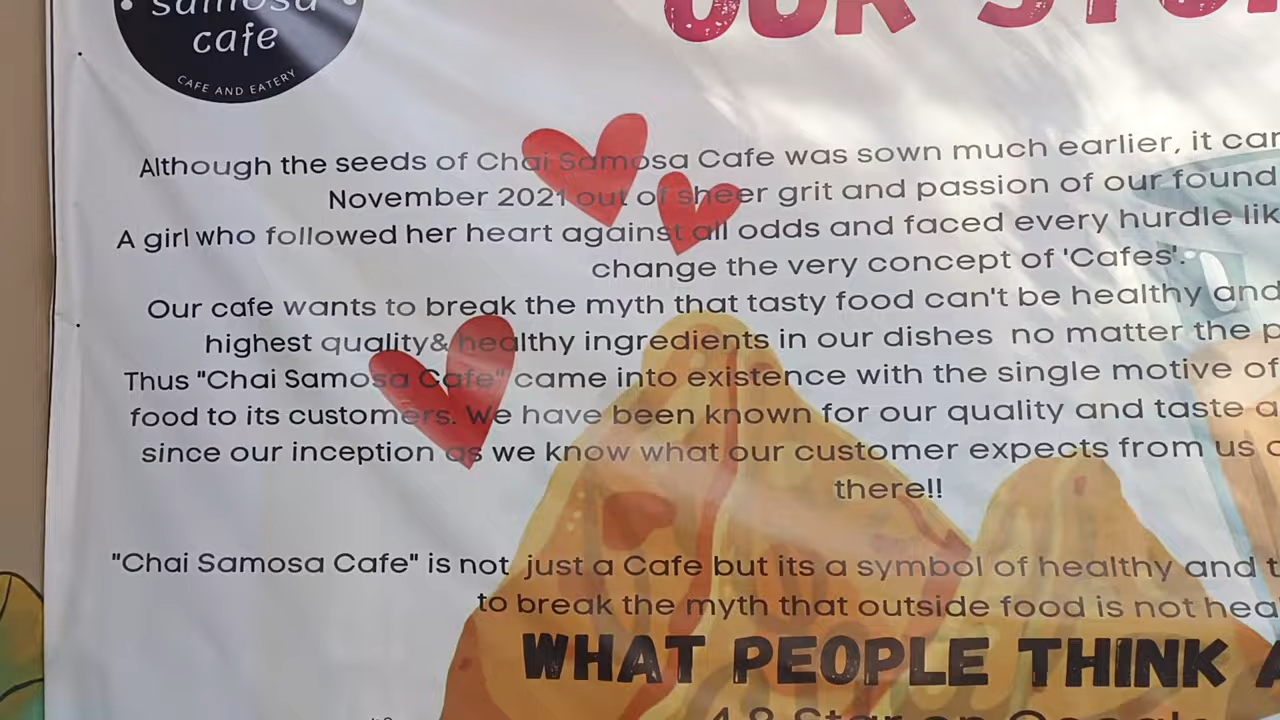 samosa
cafe
CAFE AND EATERY
OUR
Although the seeds of Chai Samosa Cafe was sown much earlier, it
November 2021 out of sheer grit and passion of our
A girl who followed her heart against all odds and faced every hurdle
change the very concept of 'Cafes'.
Our cafe wants to break the myth that tasty food can't be healthy and
highest quality& healthy ingredients in our dishes no matter the
Thus "Chai Samosa Cafe" came into existence with the single motive of
food to its customers. We have been known for our quality and taste
since our inception as we know what our customer expects from us
there!!
"Chai Samosa Cafe" is not just a Cafe but its a symbol of healthy and
to break the myth that outside food is not
WHAT PEOPLE THINK
4.8 Star on